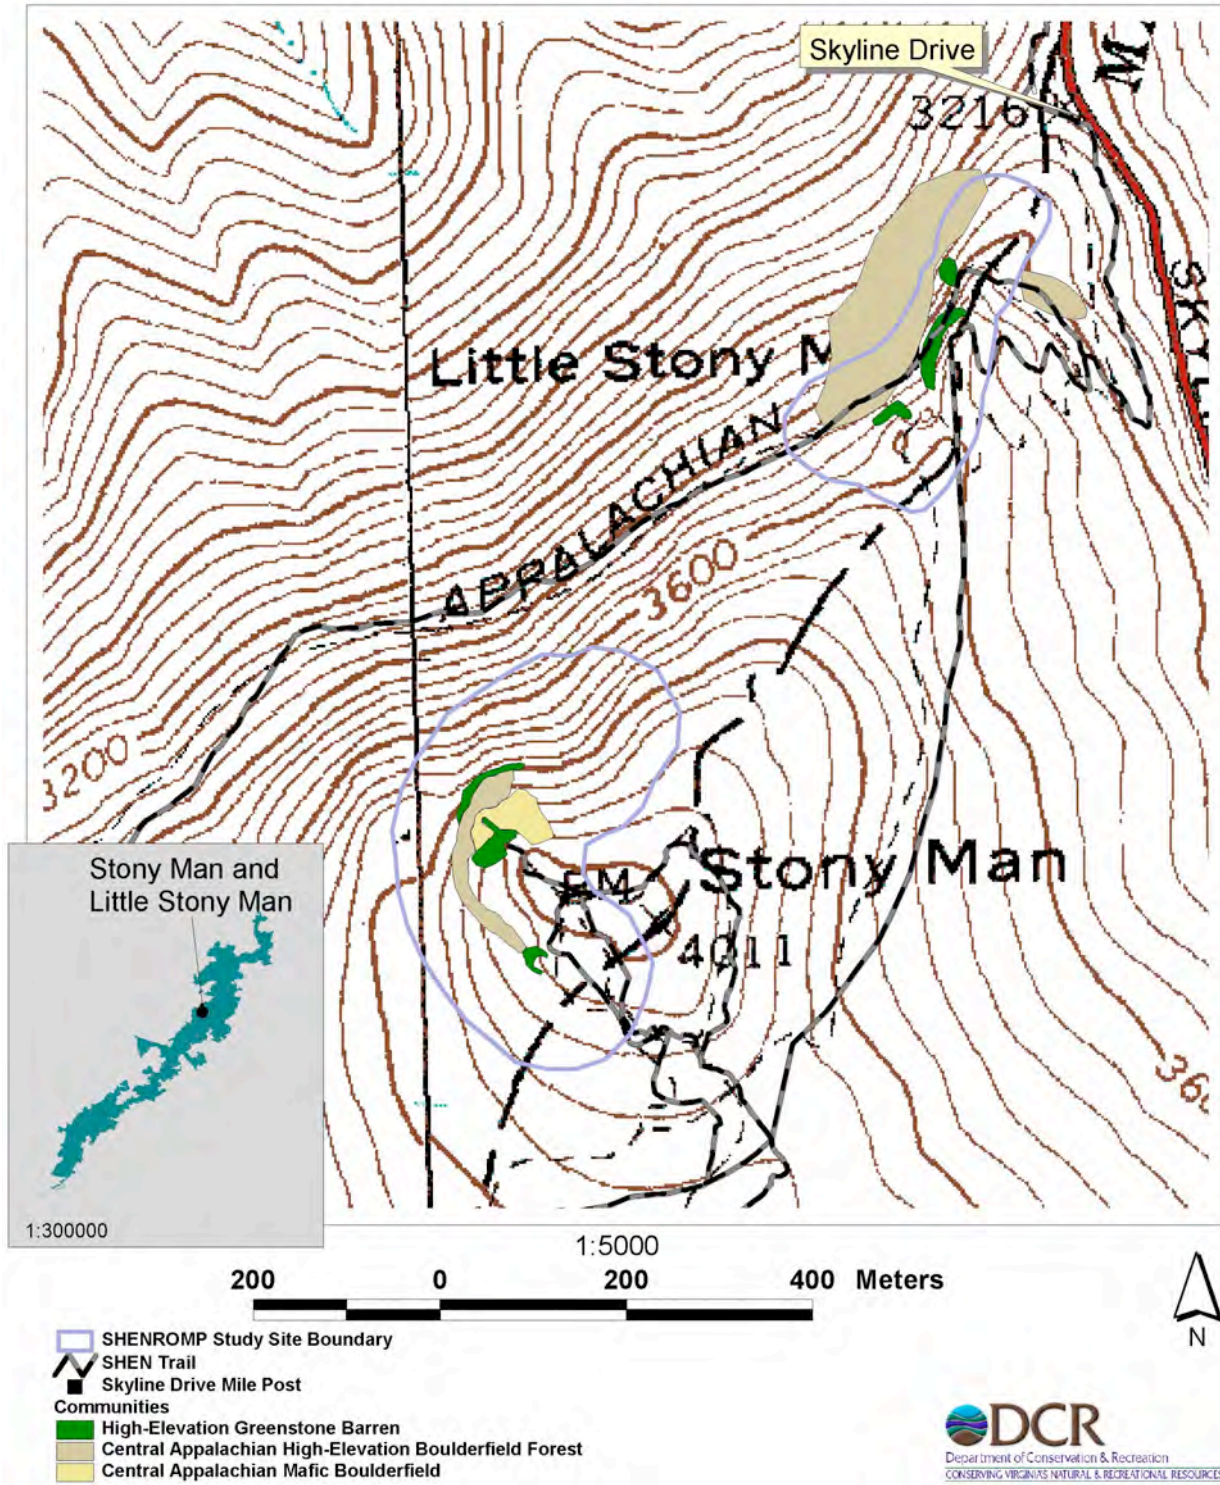 Skyline Drive
M
3216
SKYL
Little Stony M
APPALACHIAN
3600
3200
Stony Man
4011
360
Stony Man and
Little Stony Man
1:300000
1:5000
200 0 200 400 Meters
N
SHENROMP Study Site Boundary
SHEN Trail
Skyline Drive Mile Post
Communities
High-Elevation Greenstone Barren
Central Appalachian High-Elevation Boulderfield Forest
Central Appalachian Mafic Boulderfield
DCR
Department of Conservation & Recreation
CONSERVING VIRGINIA'S NATURAL & RECREATIONAL RESOURCES